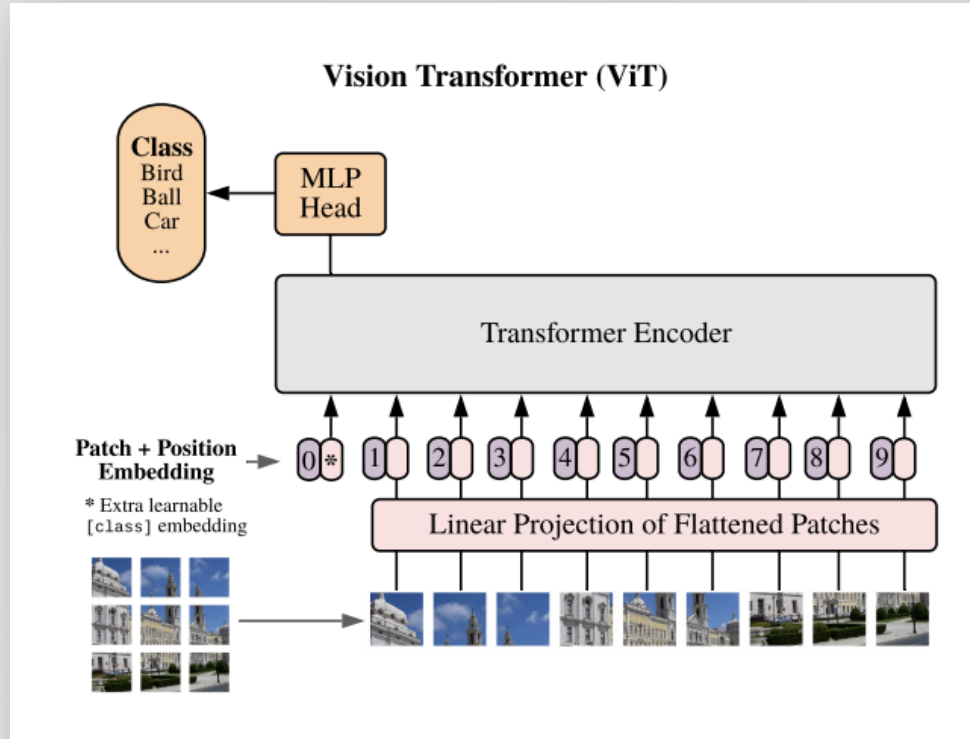 Vision Transformer (ViT)
Class
Bird
Ball
Car
...
MLP
Head
Transformer Encoder
Patch + Position
Embedding
* Extra learnable
[class] embedding
0 * 1 2 3 4 5 6 7 8 9
Linear Projection of Flattened Patches